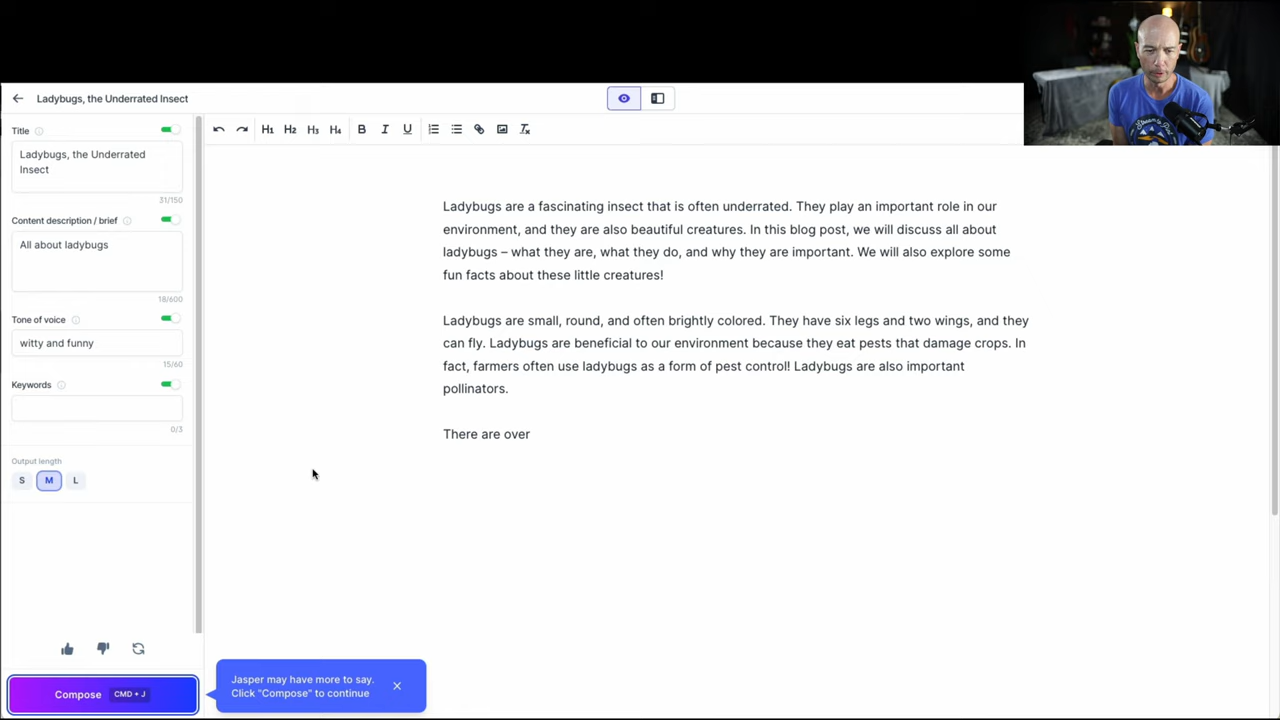 Ladybugs, the Underrated Insect
Title
Ladybugs, the Underrated
Insect
31/150
Content description / brief
All about ladybugs
18/600
Tone of voice
witty and funny
15/60
Keywords
0/3
Output length
S M L
Compose CMD + J
H1 H2 H3 H4 B I U
Ladybugs are a fascinating insect that is often underrated. They play an important role in our
environment, and they are also beautiful creatures. In this blog post, we will discuss all about
ladybugs – what they are, what they do, and why they are important. We will also explore some
fun facts about these little creatures!
Ladybugs are small, round, and often brightly colored. They have six legs and two wings, and they
can fly. Ladybugs are beneficial to our environment because they eat pests that damage crops. In
fact, farmers often use ladybugs as a form of pest control! Ladybugs are also important
pollinators.
There are over
Jasper may have more to say.
Click "Compose" to continue